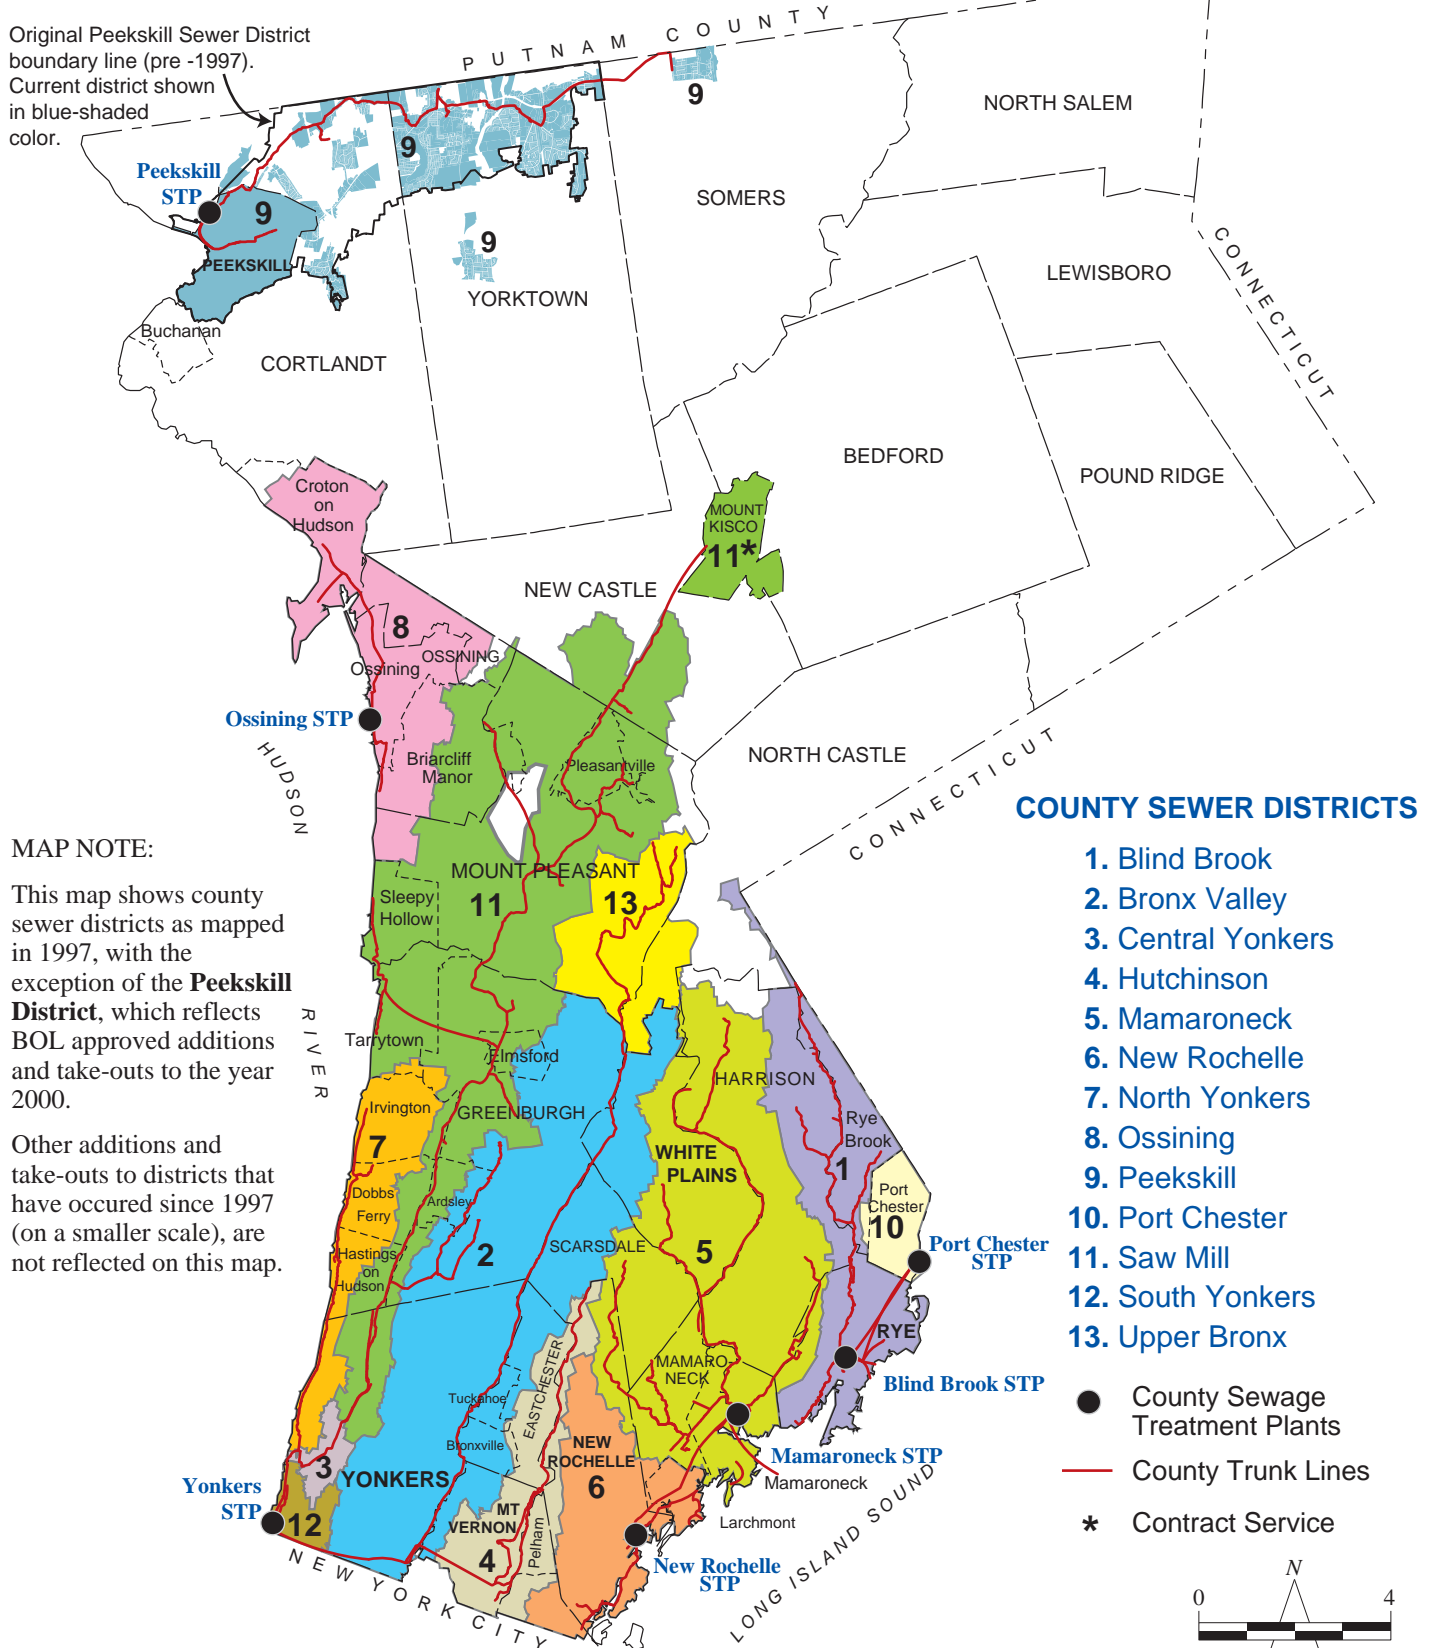 Original Peekskill Sewer District
boundary line (pre -1997).
Current district shown
in blue-shaded
color.
PUTNAM COUNTY
9
NORTH SALEM
9
Peekskill
STP
9
SOMERS
9
PEEKSKILL
YORKTOWN
LEWISBORO
CONNECTICUT
Buchanan
CORTLANDT
BEDFORD
POUND RIDGE
Croton
on
Hudson
MOUNT
KISCO
11*
NEW CASTLE
8
OSSINING
Ossining
Ossining STP
HUDSON
RIVER
Briarcliff
Manor
Pleasantville
NORTH CASTLE
CONNECTICUT
MOUNT PLEASANT
Sleepy
Hollow
11
13
Tarrytown
Elmsford
HARRISON
Irvington
GREENBURGH
Rye
Brook
7
WHITE
PLAINS
1
Dobbs
Ferry
Ardsley
Port
Chester
10
Port Chester
STP
Hastings
on
Hudson
2
SCARSDALE
5
RYE
MAMARO-
NECK
Blind Brook STP
EASTCHESTER
Tuckahoe
Bronxville
NEW
ROCHELLE
6
Mamaroneck STP
Mamaroneck
3
YONKERS
Yonkers
STP
12
MT
VERNON
Pelham
4
Larchmont
New Rochelle
STP
LONG ISLAND SOUND
NEW YORK CITY
MAP NOTE:
This map shows county
sewer districts as mapped
in 1997, with the
exception of the Peekskill
District, which reflects
BOL approved additions
and take-outs to the year
2000.
Other additions and
take-outs to districts that
have occured since 1997
(on a smaller scale), are
not reflected on this map.
COUNTY SEWER DISTRICTS
1. Blind Brook
2. Bronx Valley
3. Central Yonkers
4. Hutchinson
5. Mamaroneck
6. New Rochelle
7. North Yonkers
8. Ossining
9. Peekskill
10. Port Chester
11. Saw Mill
12. South Yonkers
13. Upper Bronx
County Sewage
Treatment Plants
County Trunk Lines
* Contract Service
N
0 4